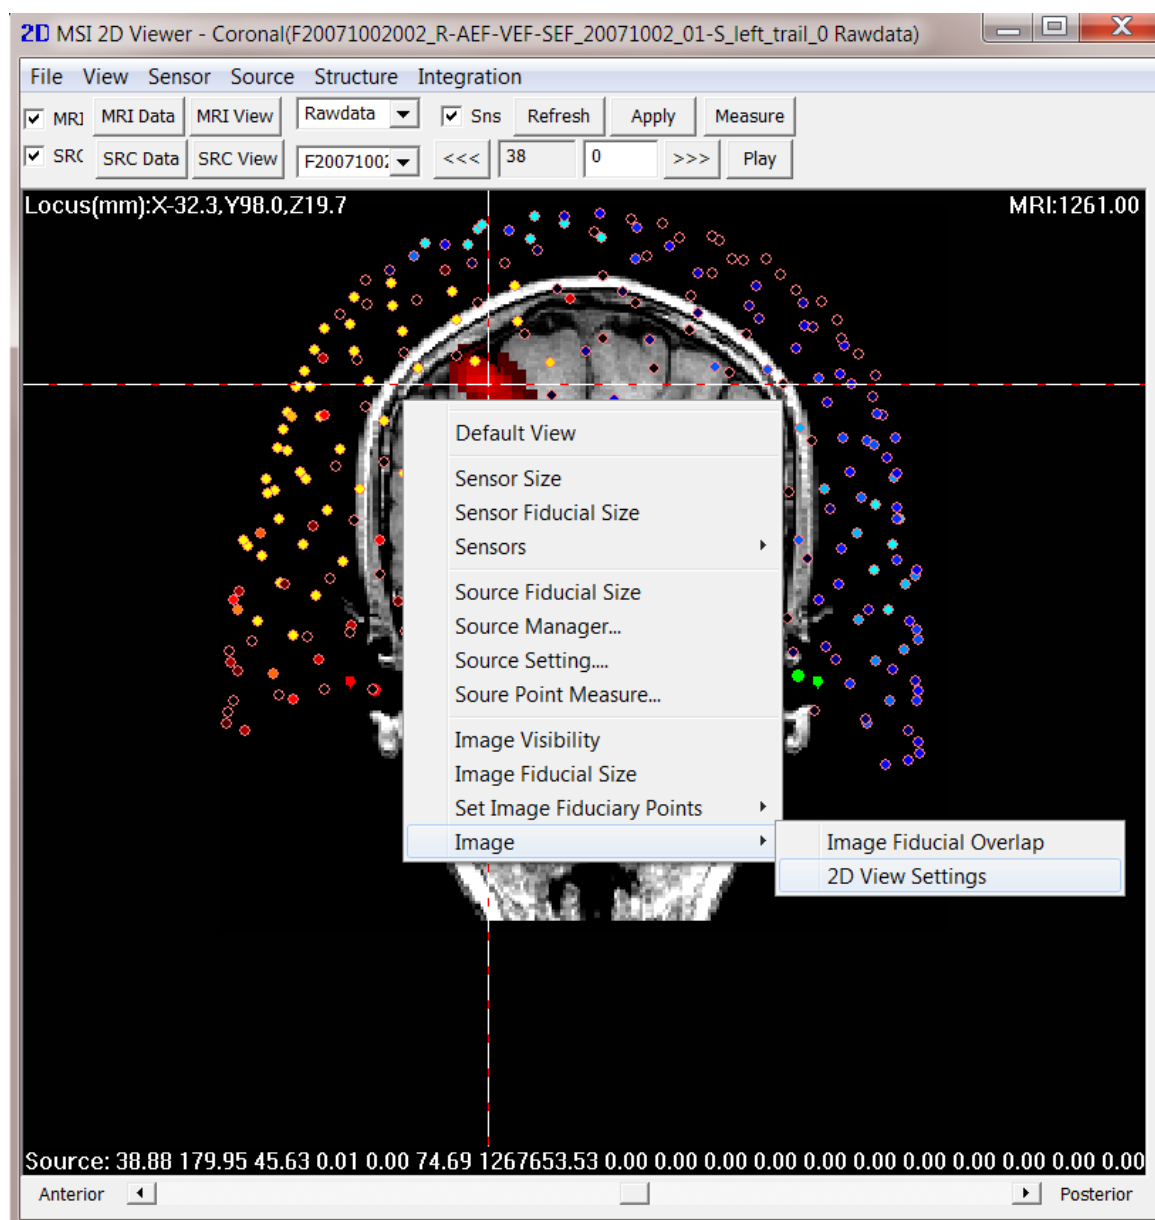 2D MSI 2D Viewer - Coronal(F20071002002_R-AEF-VEF-SEF_20071002_01-S_left_trail_0 Rawdata)
File View Sensor Source Structure Integration
MRI MRI Data MRI View Rawdata Sns Refresh Apply Measure
SRC SRC Data SRC View F2007100 <<< 38 0 >>> Play
Locus(mm):X-32.3,Y98.0,Z19.7 MRI:1261.00
Default View
Sensor Size
Sensor Fiducial Size
Sensors
Source Fiducial Size
Source Manager...
Source Setting....
Soure Point Measure...
Image Visibility
Image Fiducial Size
Set Image Fiduciary Points
Image
Image Fiducial Overlap
2D View Settings
Source: 38.88 179.95 45.63 0.01 0.00 74.69 1267653.53 0.00 0.00 0.00 0.00 0.00 0.00 0.00 0.00 0.00 0.00 0.00
Anterior Posterior